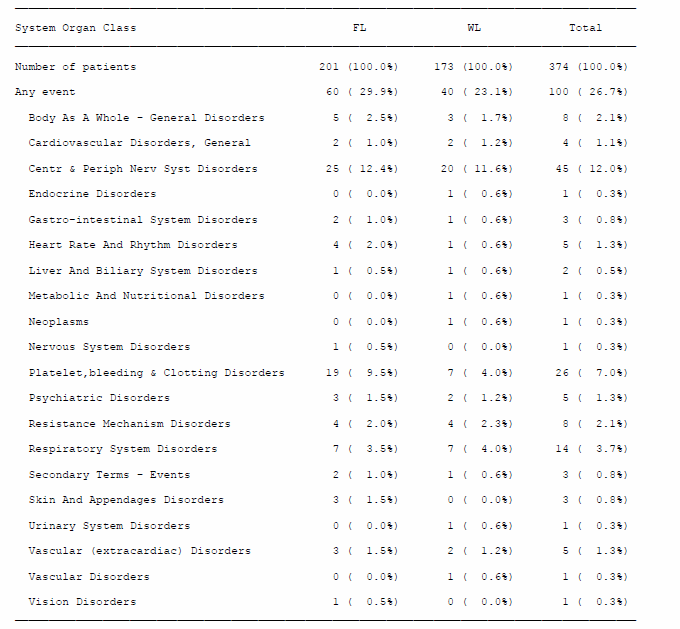 System Organ Class FL WL Total
Number of patients 201 (100.0%) 173 (100.0%) 374 (100.0%)
Any event 60 ( 29.9%) 40 ( 23.1%) 100 ( 26.7%)
Body As A Whole - General Disorders 5 ( 2.5%) 3 ( 1.7%) 8 ( 2.1%)
Cardiovascular Disorders, General 2 ( 1.0%) 2 ( 1.2%) 4 ( 1.1%)
Centr & Periph Nerv Syst Disorders 25 ( 12.4%) 20 ( 11.6%) 45 ( 12.0%)
Endocrine Disorders 0 ( 0.0%) 1 ( 0.6%) 1 ( 0.3%)
Gastro-intestinal System Disorders 2 ( 1.0%) 1 ( 0.6%) 3 ( 0.8%)
Heart Rate And Rhythm Disorders 4 ( 2.0%) 1 ( 0.6%) 5 ( 1.3%)
Liver And Biliary System Disorders 1 ( 0.5%) 1 ( 0.6%) 2 ( 0.5%)
Metabolic And Nutritional Disorders 0 ( 0.0%) 1 ( 0.6%) 1 ( 0.3%)
Neoplasms 0 ( 0.0%) 1 ( 0.6%) 1 ( 0.3%)
Nervous System Disorders 1 ( 0.5%) 0 ( 0.0%) 1 ( 0.3%)
Platelet,bleeding & Clotting Disorders 19 ( 9.5%) 7 ( 4.0%) 26 ( 7.0%)
Psychiatric Disorders 3 ( 1.5%) 2 ( 1.2%) 5 ( 1.3%)
Resistance Mechanism Disorders 4 ( 2.0%) 4 ( 2.3%) 8 ( 2.1%)
Respiratory System Disorders 7 ( 3.5%) 7 ( 4.0%) 14 ( 3.7%)
Secondary Terms - Events 2 ( 1.0%) 1 ( 0.6%) 3 ( 0.8%)
Skin And Appendages Disorders 3 ( 1.5%) 0 ( 0.0%) 3 ( 0.8%)
Urinary System Disorders 0 ( 0.0%) 1 ( 0.6%) 1 ( 0.3%)
Vascular (extracardiac) Disorders 3 ( 1.5%) 2 ( 1.2%) 5 ( 1.3%)
Vascular Disorders 0 ( 0.0%) 1 ( 0.6%) 1 ( 0.3%)
Vision Disorders 1 ( 0.5%) 0 ( 0.0%) 1 ( 0.3%)